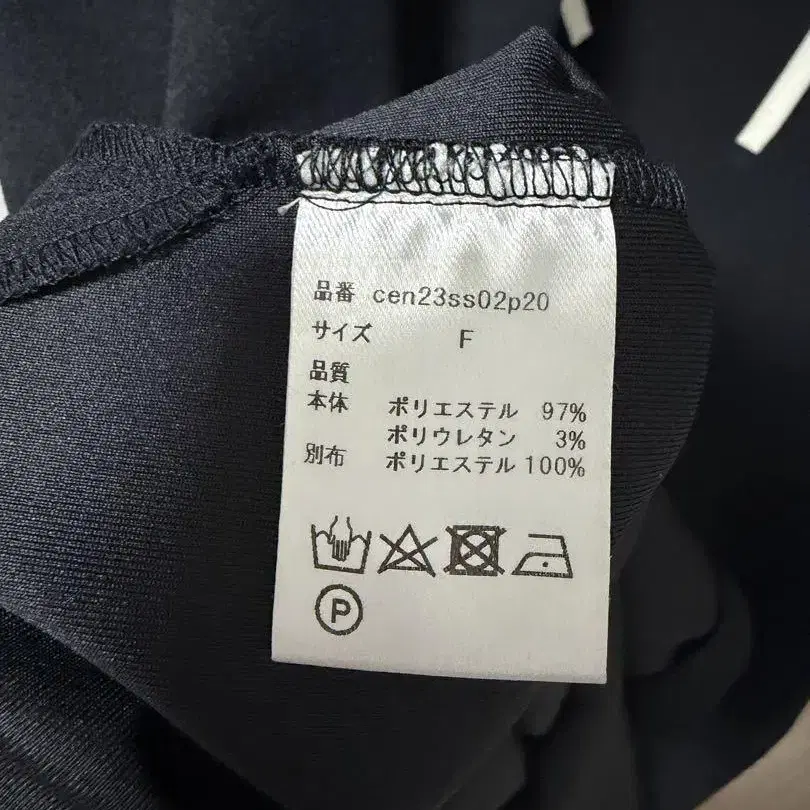 品番 cen23ss02p20
サイズ F
品質
本体 ポリエステル 97%
ポリウレタン 3%
別布 ポリエステル 100%
P